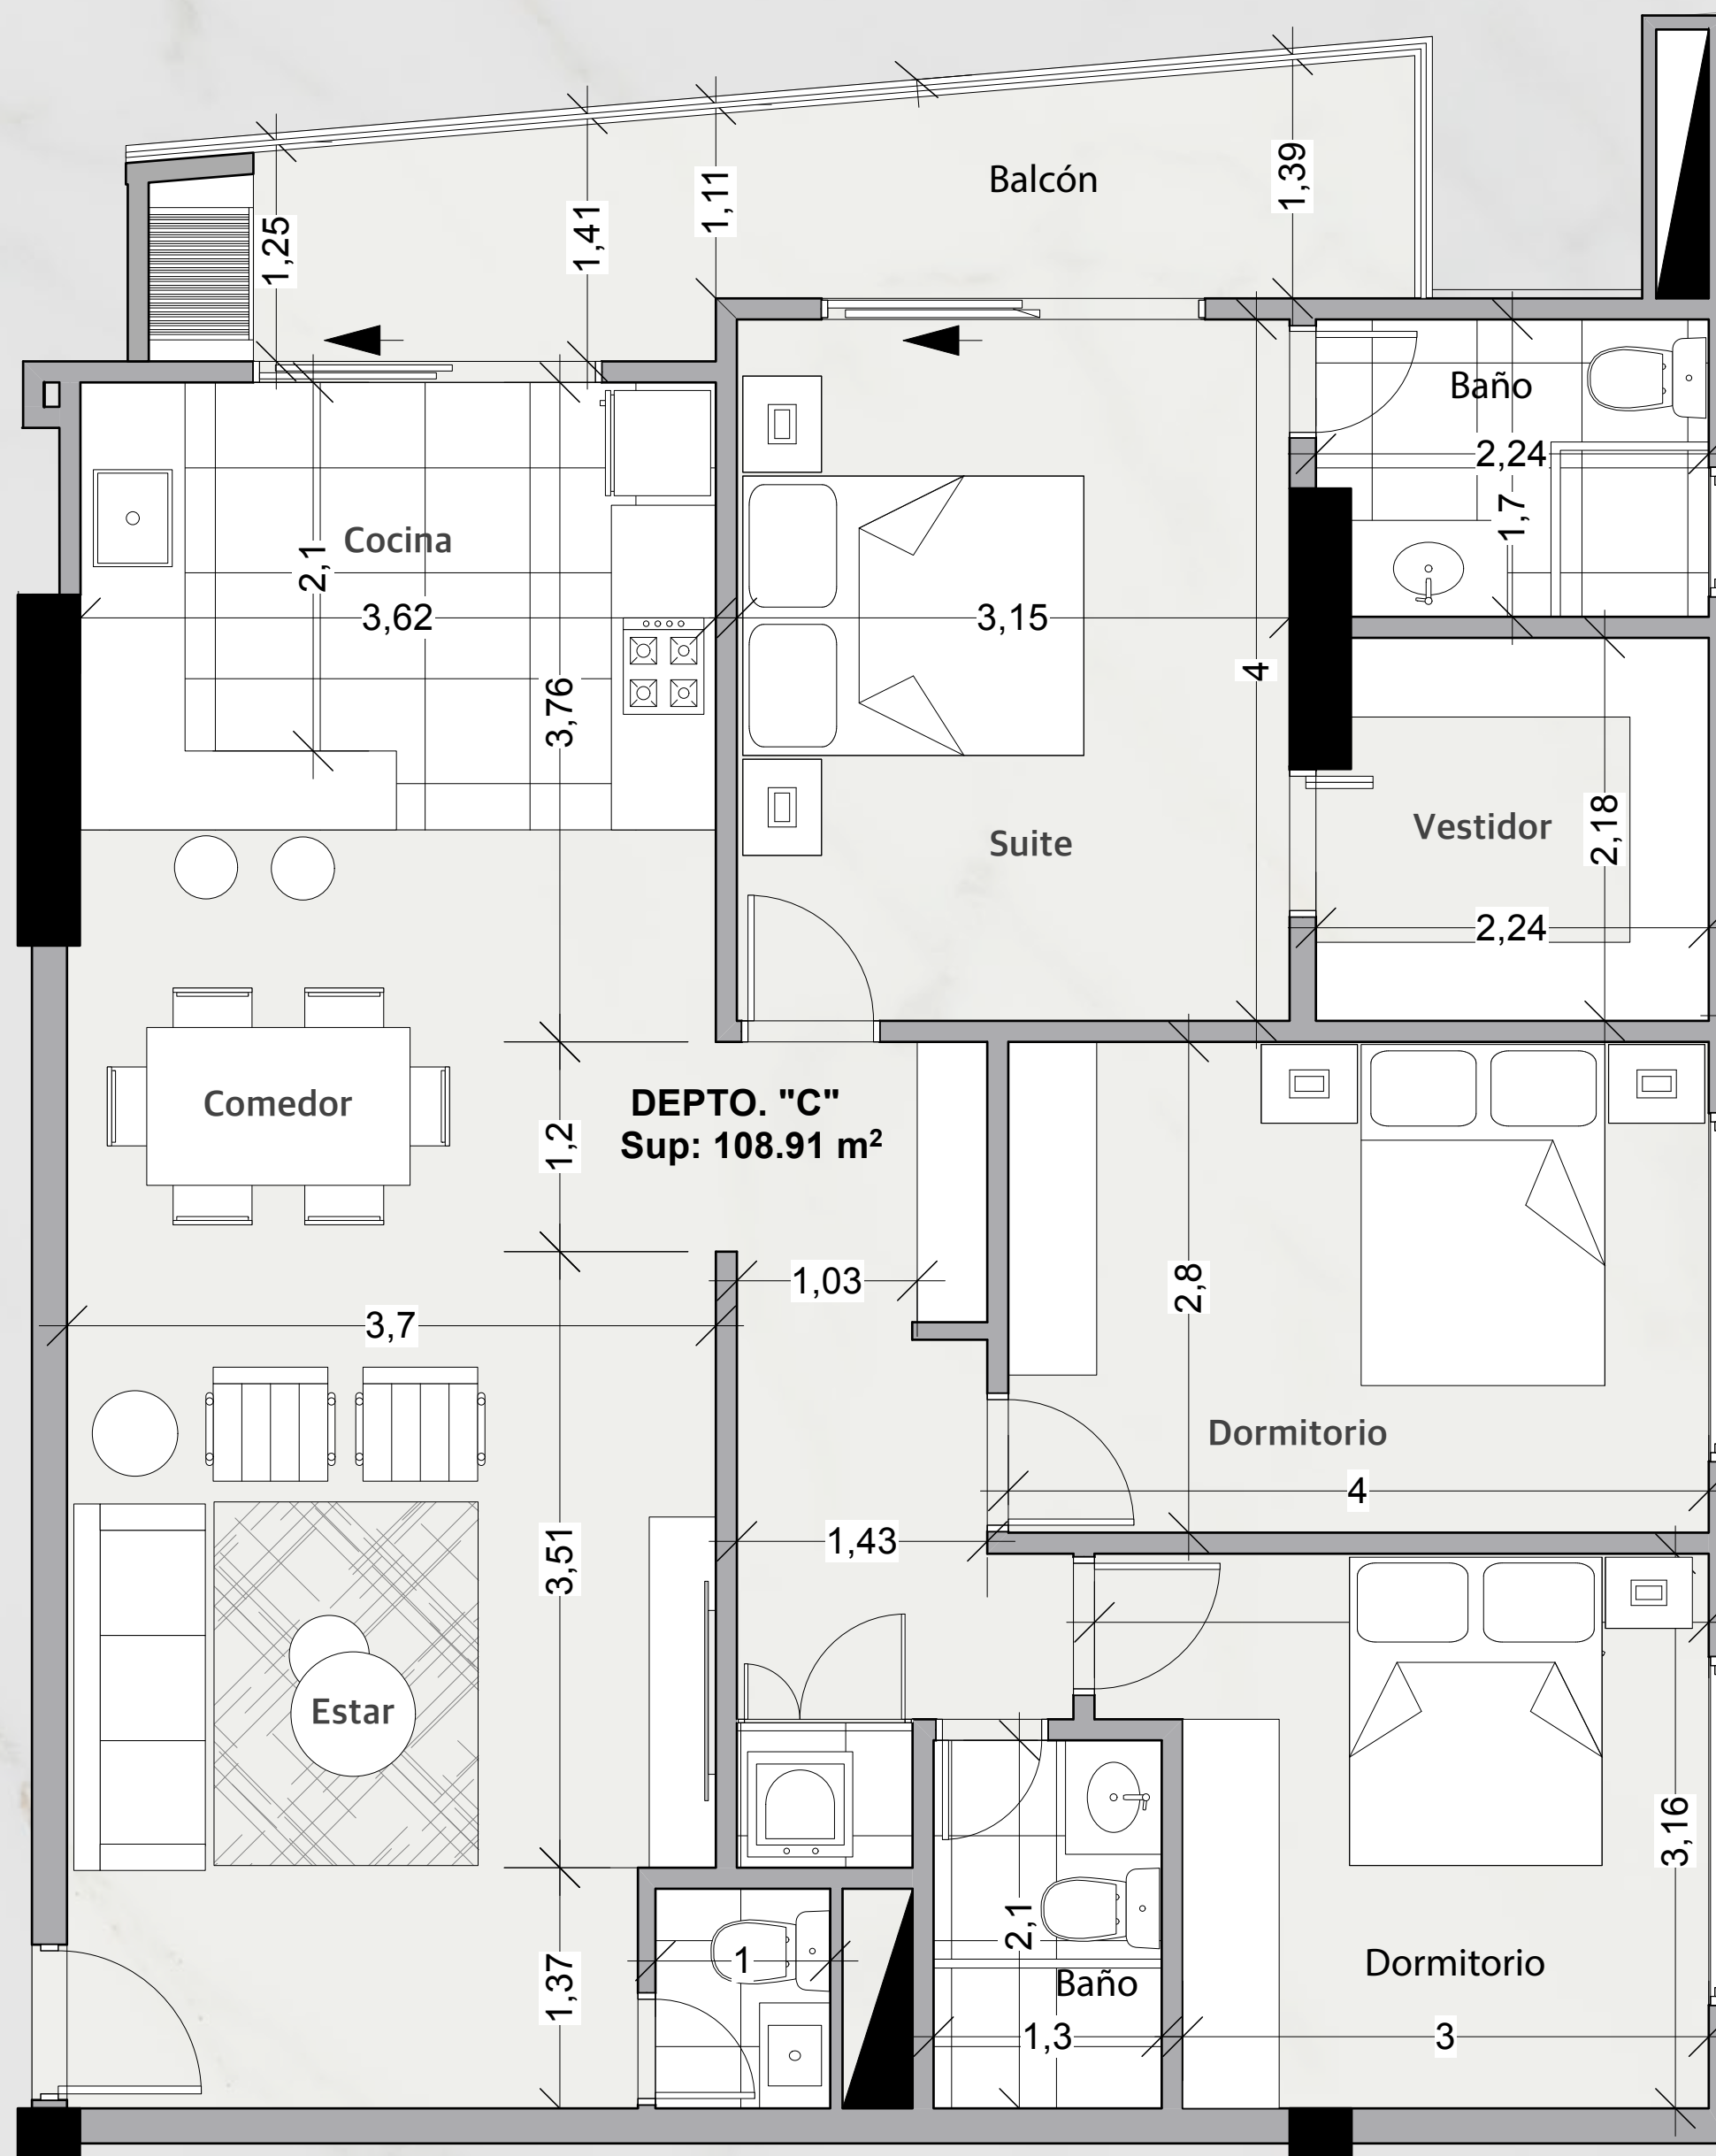 1,39
Balcón
1,11
1,41
1,25
Baño
2,24
1,7
Cocina
2,1
3,62
3,15
4
3,76
Suite
Vestidor
2,18
2,24
Comedor
DEPTO. "C"
Sup: 108.91 m²
1,2
1,03
2,8
3,7
Dormitorio
4
1,43
3,51
Estar
3,16
2,1
1
Baño
Dormitorio
1,37
1,3
3